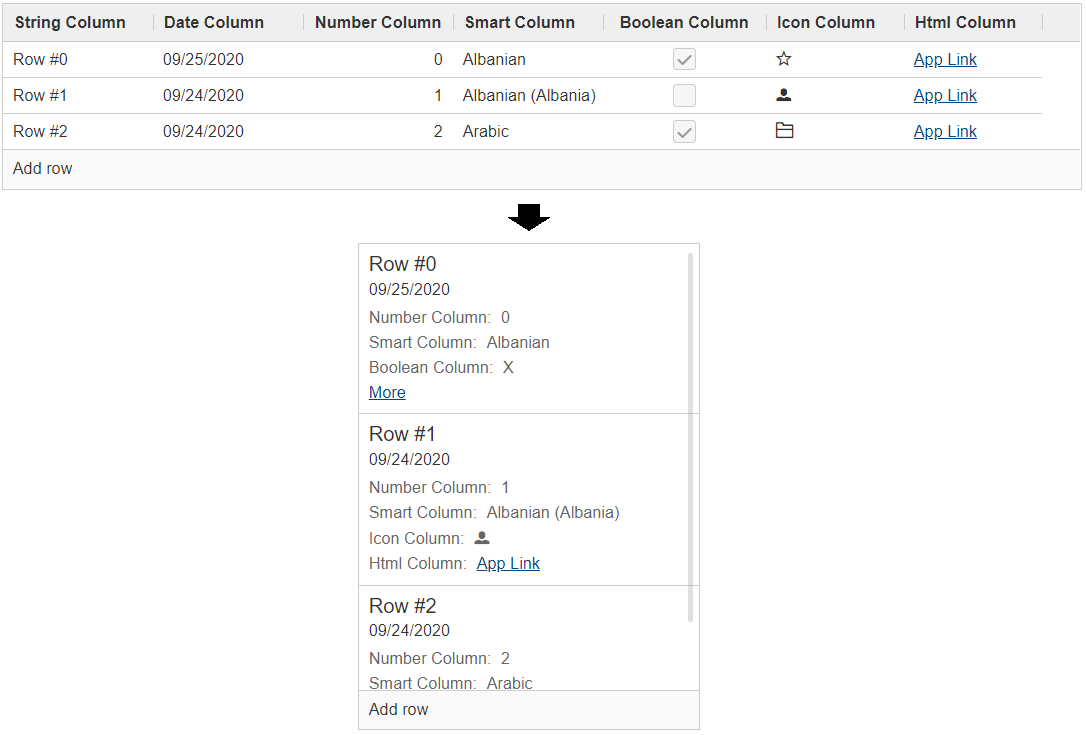 String Column Date Column Number Column Smart Column Boolean Column Icon Column Html Column
Row #0 09/25/2020 0 Albanian App Link
Row #1 09/24/2020 1 Albanian (Albania) App Link
Row #2 09/24/2020 2 Arabic App Link
Add row
Row #0
09/25/2020
Number Column: 0
Smart Column: Albanian
Boolean Column: X
More
Row #1
09/24/2020
Number Column: 1
Smart Column: Albanian (Albania)
Icon Column:
Html Column: App Link
Row #2
09/24/2020
Number Column: 2
Smart Column: Arabic
Add row